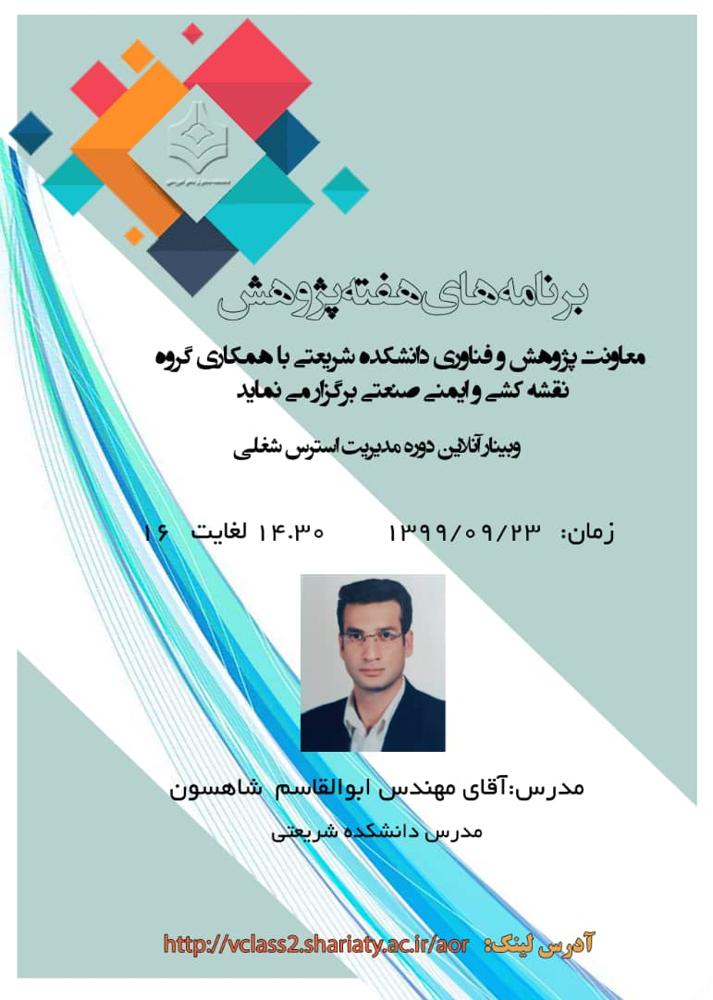 برنامه‌های هفته پژوهش
معاونت پژوهش و فناوری دانشکده شریعتی با همکاری گروه
نقشه کشی و ایمنی صنعتی برگزار می نماید
وبینار آنلاین دوره مدیریت استرس شغلی
زمان: ۱۳۹۹/۰۹/۲۳ ۱۴.۳۰ لغایت ۱۶
مدرس:آقای مهندس ابوالقاسم شاهسون
مدرس دانشکده شریعتی
آدرس لینک: http://vclass2.shariaty.ac.ir/aor